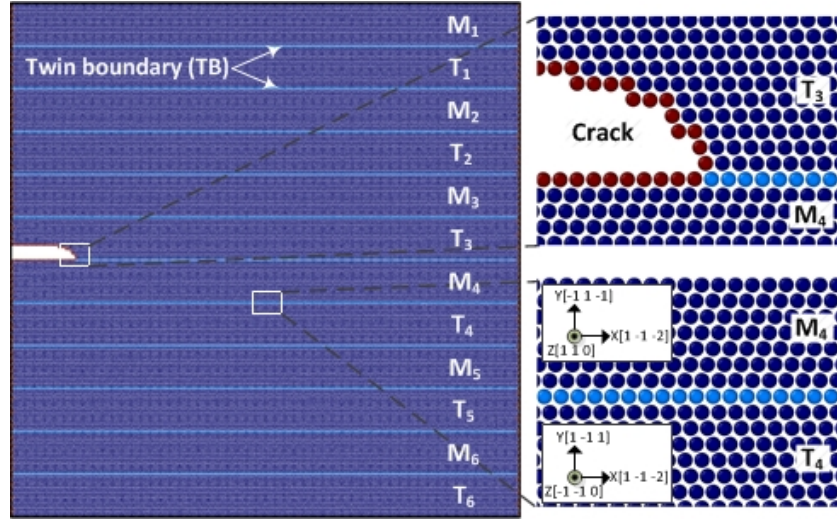 M₁
Twin boundary (TB)
T₁
M₂
T₂
M₃
T₃
M₄
T₄
M₅
T₅
M₆
T₆
T₃
Crack
M₄
Y[-1 1 -1]
X[1 -1 -2]
Z[1 1 0]
M₄
Y[1 -1 1]
X[1 -1 -2]
Z[-1 -1 0]
T₄